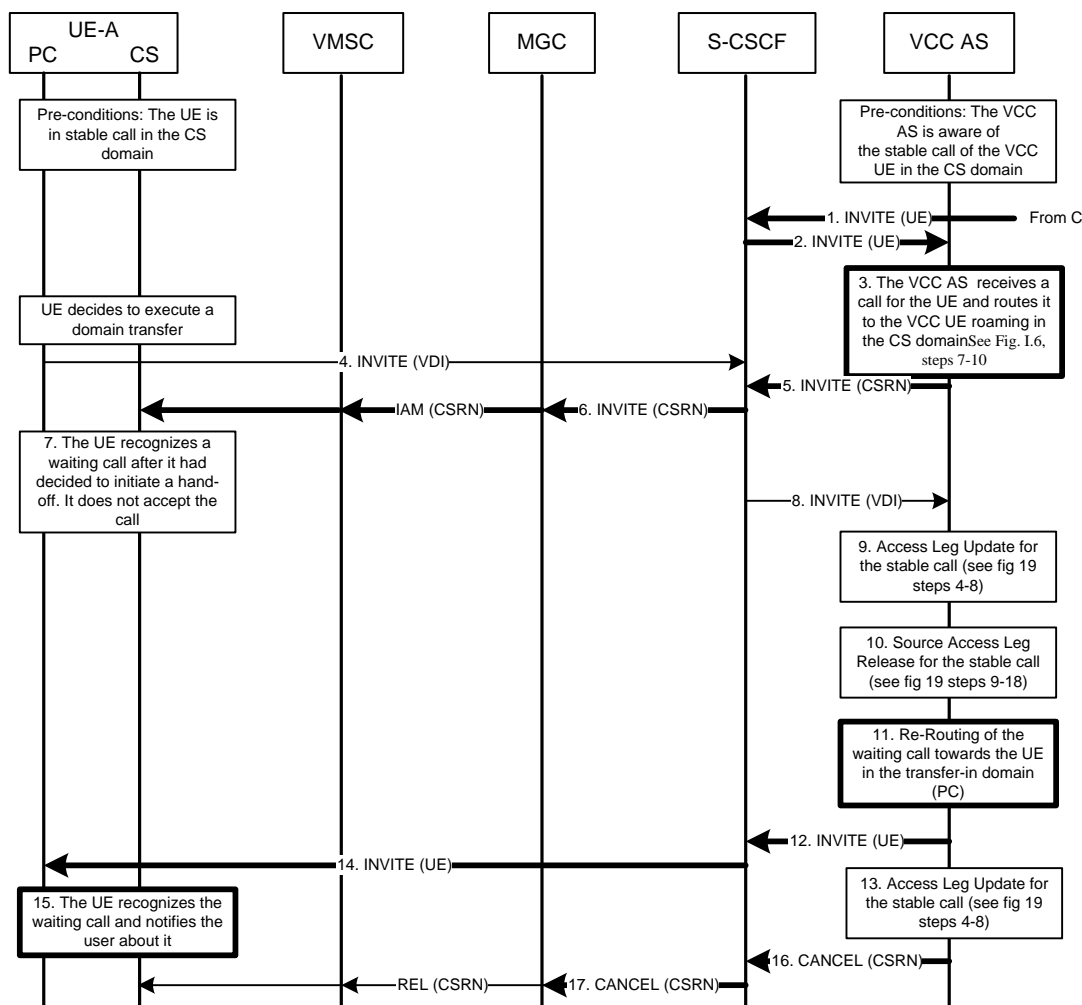 UE-A
PC CS
VMSC
MGC
S-CSCF
VCC AS
Pre-conditions: The UE is
in stable call in the CS
domain
Pre-conditions: The VCC
AS is aware of
the stable call of the VCC
UE in the CS domain
1. INVITE (UE)
From C
2. INVITE (UE)
3. The VCC AS receives a
call for the UE and routes it
to the VCC UE roaming in
the CS domainSee Fig. I.6,
steps 7-10
UE decides to execute a
domain transfer
4. INVITE (VDI)
5. INVITE (CSRN)
IAM (CSRN)
6. INVITE (CSRN)
7. The UE recognizes a
waiting call after it had
decided to initiate a hand-
off. It does not accept the
call
8. INVITE (VDI)
9. Access Leg Update for
the stable call (see fig 19
steps 4-8)
10. Source Access Leg
Release for the stable call
(see fig 19 steps 9-18)
11. Re-Routing of the
waiting call towards the UE
in the transfer-in domain
(PC)
12. INVITE (UE)
14. INVITE (UE)
13. Access Leg Update for
the stable call (see fig 19
steps 4-8)
15. The UE recognizes the
waiting call and notifies the
user about it
16. CANCEL (CSRN)
REL (CSRN)
17. CANCEL (CSRN)